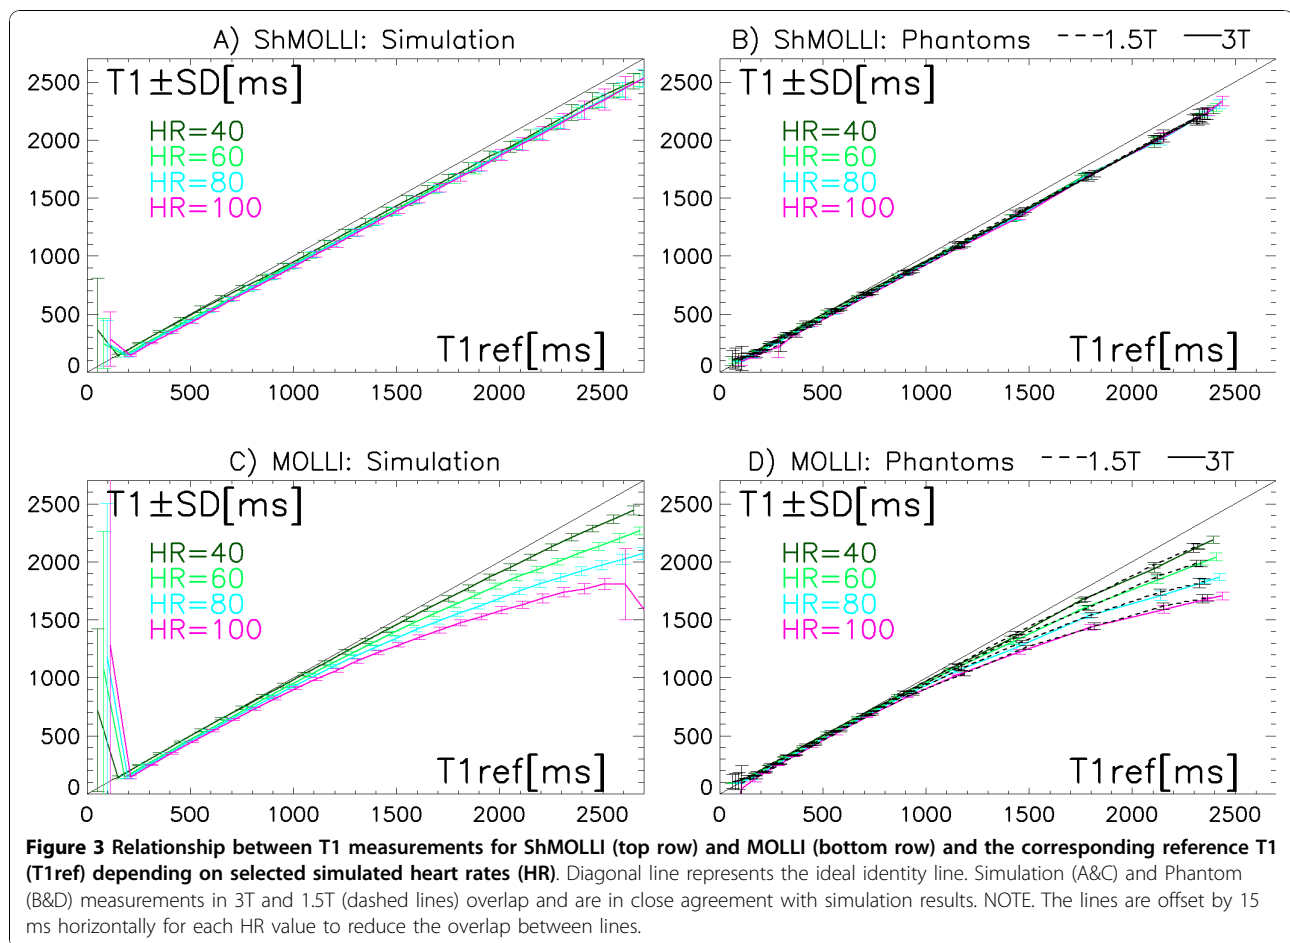 A) ShMOLLI: Simulation
T1±SD[ms]
HR=40
HR=60
HR=80
HR=100
T1ref[ms]
2500
2000
1500
1000
500
0
0 500 1000 1500 2000 2500
B) ShMOLLI: Phantoms ---1.5T —3T
T1±SD[ms]
HR=40
HR=60
HR=80
HR=100
T1ref[ms]
2500
2000
1500
1000
500
0
0 500 1000 1500 2000 2500
C) MOLLI: Simulation
T1±SD[ms]
HR=40
HR=60
HR=80
HR=100
T1ref[ms]
2500
2000
1500
1000
500
0
0 500 1000 1500 2000 2500
D) MOLLI: Phantoms ---1.5T —3T
T1±SD[ms]
HR=40
HR=60
HR=80
HR=100
T1ref[ms]
2500
2000
1500
1000
500
0
0 500 1000 1500 2000 2500
Figure 3 Relationship between T1 measurements for ShMOLLI (top row) and MOLLI (bottom row) and the corresponding reference T1
(T1ref) depending on selected simulated heart rates (HR). Diagonal line represents the ideal identity line. Simulation (A&C) and Phantom
(B&D) measurements in 3T and 1.5T (dashed lines) overlap and are in close agreement with simulation results. NOTE. The lines are offset by 15
ms horizontally for each HR value to reduce the overlap between lines.